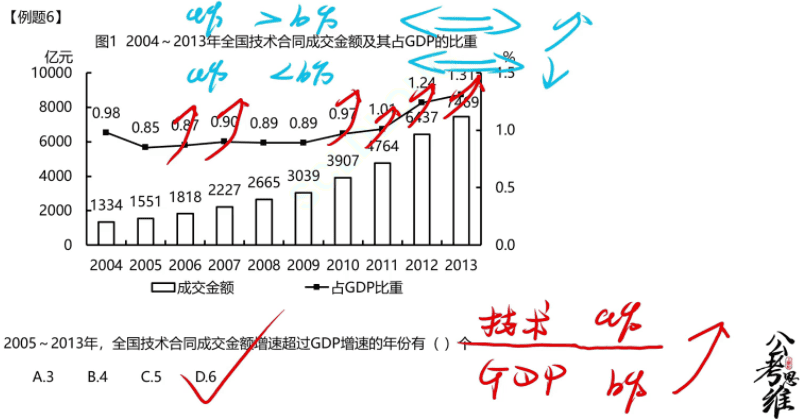 【例题6】
a% > b%
图1 2004～2013年全国技术合同成交金额及其占GDP的比重
亿元
%
a% < b%
10000
8000
6000
4000
2000
0
1.5
1.0
0.5
0.0
0.98 0.85 0.87 0.90 0.89 0.89 0.97 1.01 1.24 1.31
1334 1551 1818 2227 2665 3039 3907 4764 6437 7469
2004 2005 2006 2007 2008 2009 2010 2011 2012 2013
成交金额 占GDP比重
技术 a%
GDP b%
2005～2013年，全国技术合同成交金额增速超过GDP增速的年份有（ ）个
A.3 B.4 C.5 D.6
公考思维